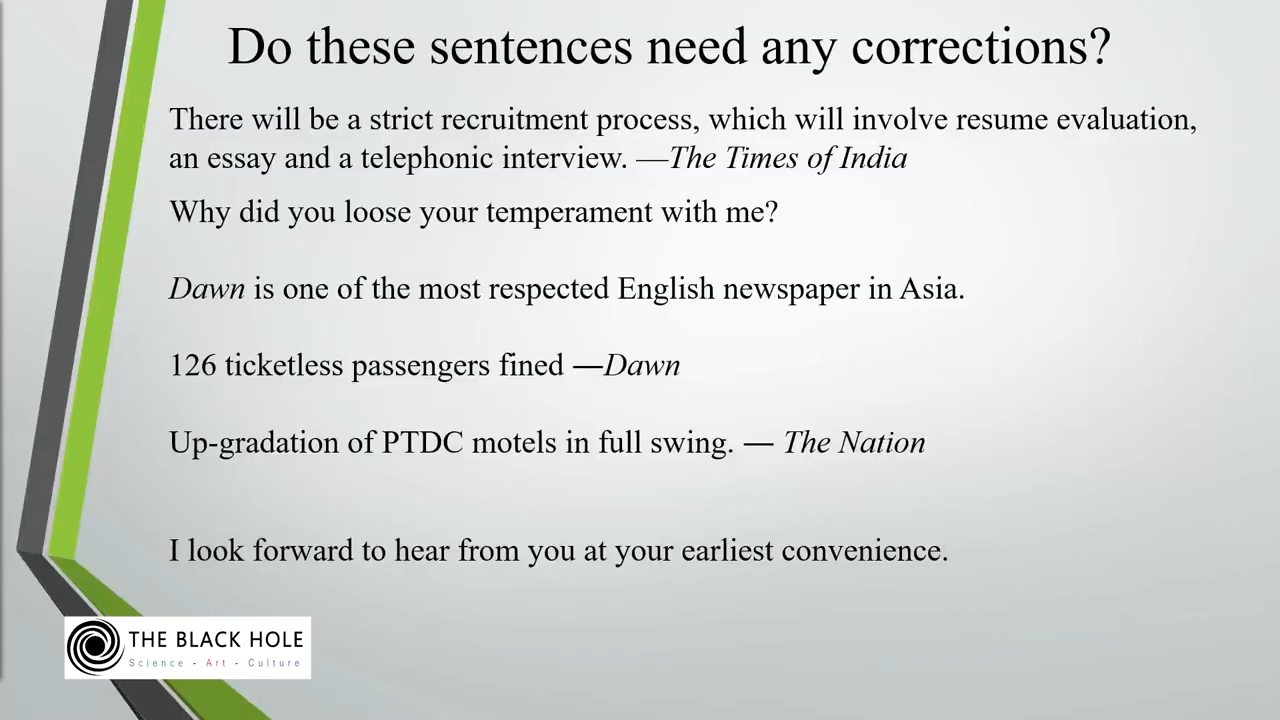 Do these sentences need any corrections?
There will be a strict recruitment process, which will involve resume evaluation,
an essay and a telephonic interview. —The Times of India
Why did you loose your temperament with me?
Dawn is one of the most respected English newspaper in Asia.
126 ticketless passengers fined —Dawn
Up-gradation of PTDC motels in full swing. — The Nation
I look forward to hear from you at your earliest convenience.
THE BLACK HOLE
Science - Art - Culture